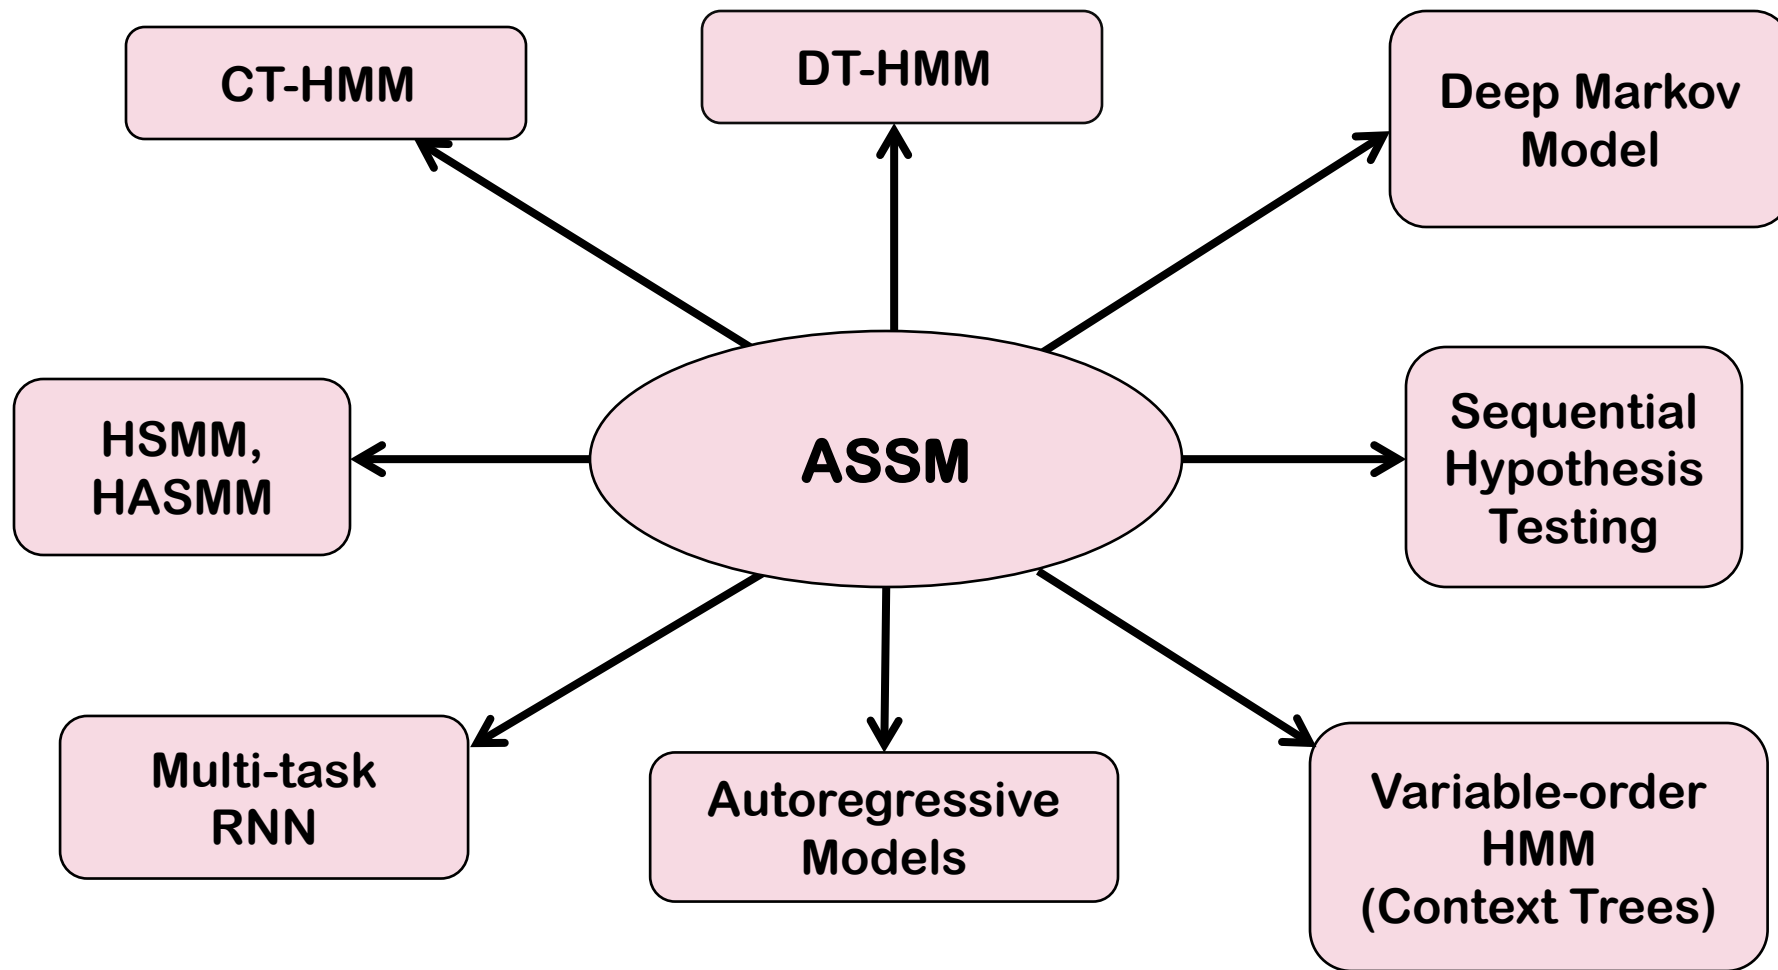 CT-HMM
DT-HMM
Deep Markov
Model
HSMM,
HASMM
ASSM
Sequential
Hypothesis
Testing
Multi-task
RNN
Autoregressive
Models
Variable-order
HMM
(Context Trees)